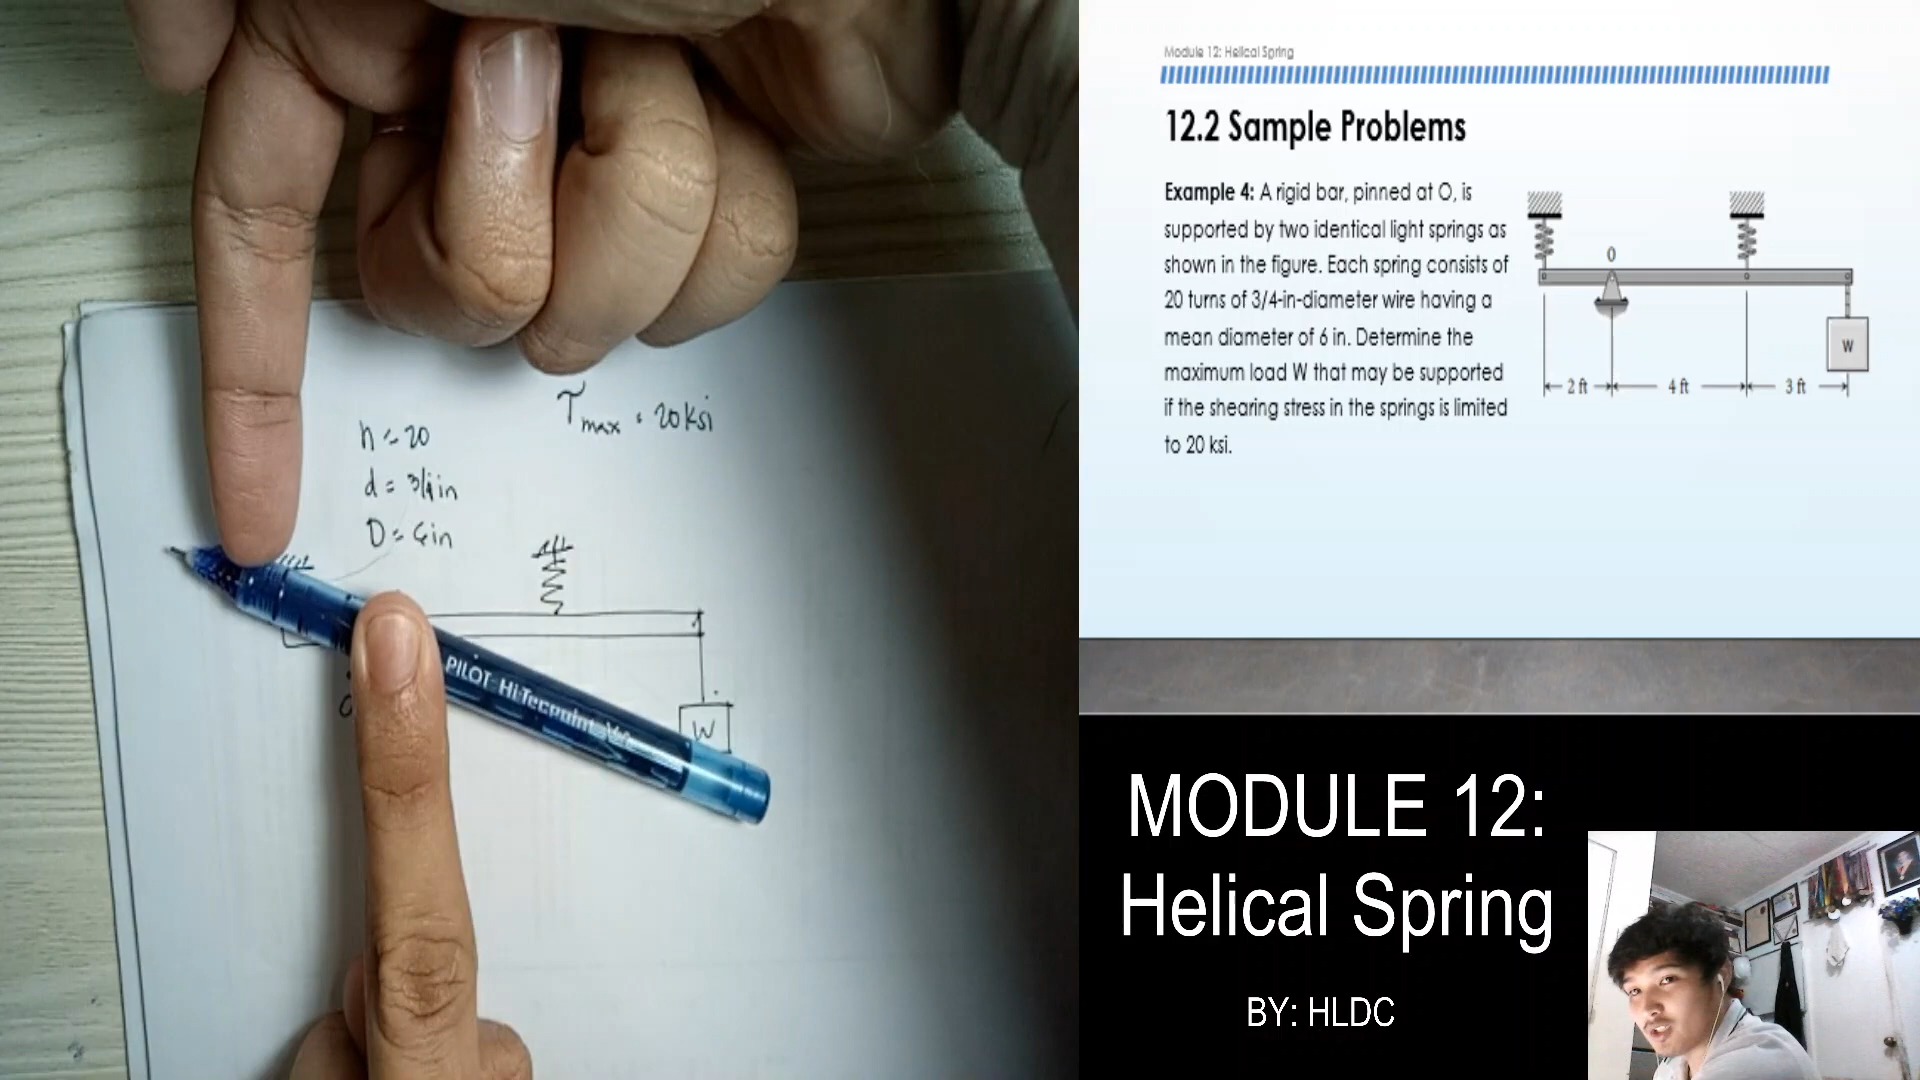 τmax = 20 ksi
n = 20
d = 3/4 in
D = 6 in
W
PILOT Hi-Tecpoint
Module 12: Helical Spring
12.2 Sample Problems
Example 4: A rigid bar, pinned at O, is
supported by two identical light springs as
shown in the figure. Each spring consists of
20 turns of 3/4-in-diameter wire having a
mean diameter of 6 in. Determine the
maximum load W that may be supported
if the shearing stress in the springs is limited
to 20 ksi.
O
W
2 ft
4 ft
3 ft
MODULE 12:
Helical Spring
BY: HLDC